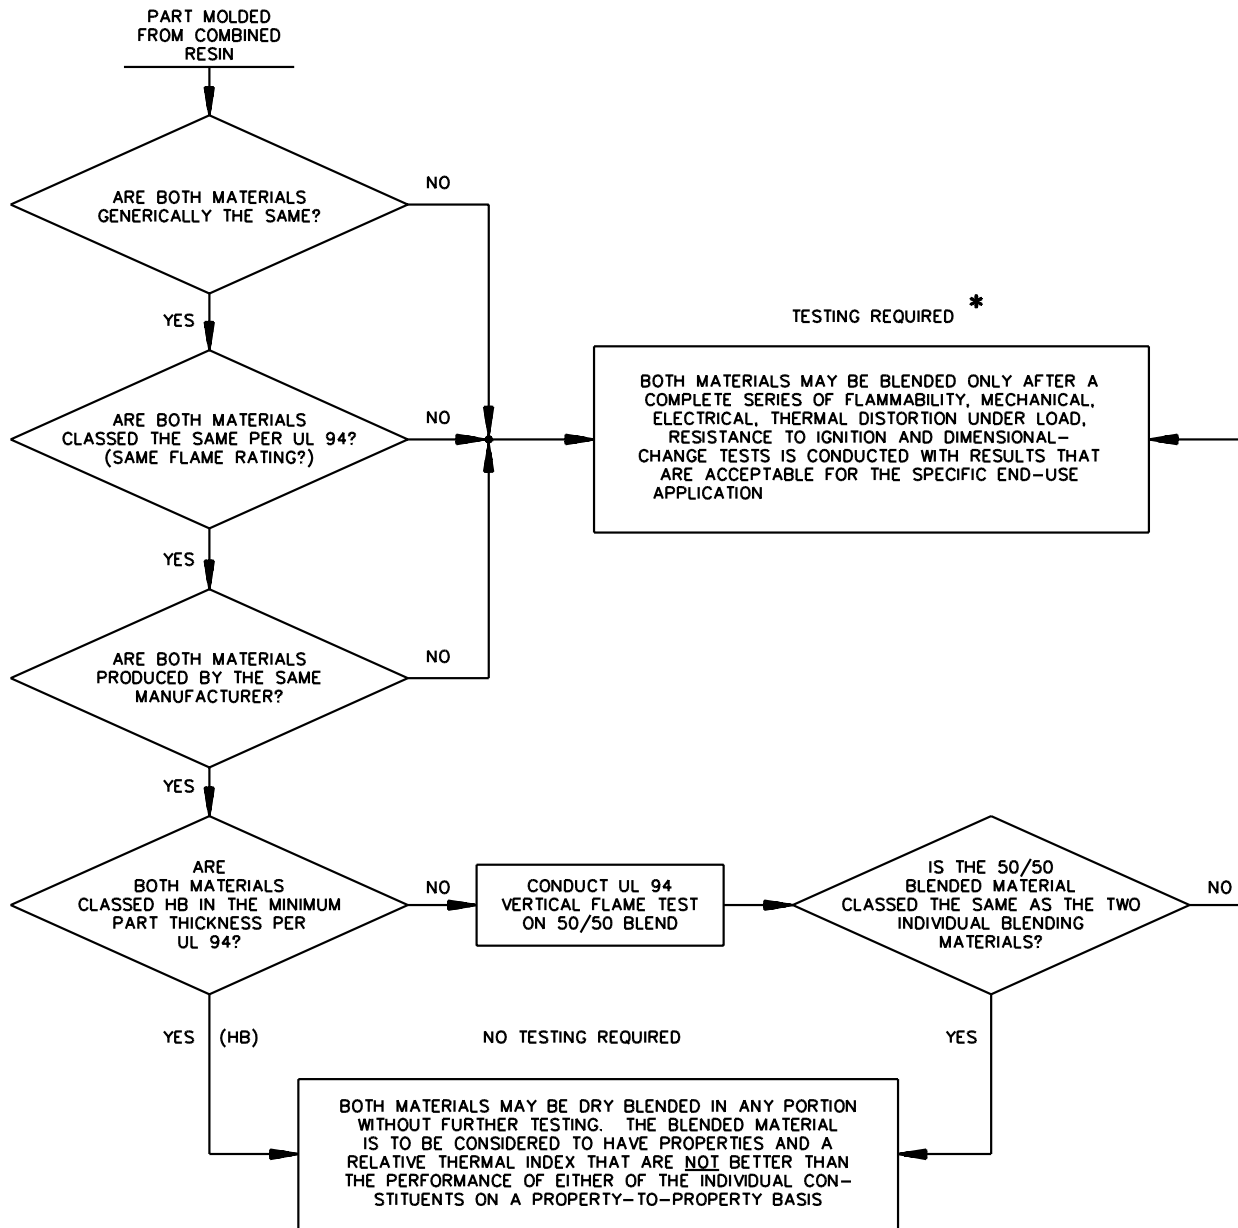 PART MOLDED
FROM COMBINED
RESIN
ARE BOTH MATERIALS
GENERICALLY THE SAME?
NO
YES
TESTING REQUIRED *
ARE BOTH MATERIALS
CLASSED THE SAME PER UL 94?
(SAME FLAME RATING?)
NO
BOTH MATERIALS MAY BE BLENDED ONLY AFTER A
COMPLETE SERIES OF FLAMMABILITY, MECHANICAL,
ELECTRICAL, THERMAL DISTORTION UNDER LOAD,
RESISTANCE TO IGNITION AND DIMENSIONAL–
CHANGE TESTS IS CONDUCTED WITH RESULTS THAT
ARE ACCEPTABLE FOR THE SPECIFIC END–USE
APPLICATION
YES
ARE BOTH MATERIALS
PRODUCED BY THE SAME
MANUFACTURER?
NO
YES
ARE
BOTH MATERIALS
CLASSED HB IN THE MINIMUM
PART THICKNESS PER
UL 94?
NO
CONDUCT UL 94
VERTICAL FLAME TEST
ON 50/50 BLEND
IS THE 50/50
BLENDED MATERIAL
CLASSED THE SAME AS THE TWO
INDIVIDUAL BLENDING
MATERIALS?
NO
YES (HB)
NO TESTING REQUIRED
YES
BOTH MATERIALS MAY BE DRY BLENDED IN ANY PORTION
WITHOUT FURTHER TESTING. THE BLENDED MATERIAL
IS TO BE CONSIDERED TO HAVE PROPERTIES AND A
RELATIVE THERMAL INDEX THAT ARE NOT BETTER THAN
THE PERFORMANCE OF EITHER OF THE INDIVIDUAL CON–
STITUENTS ON A PROPERTY–TO–PROPERTY BASIS